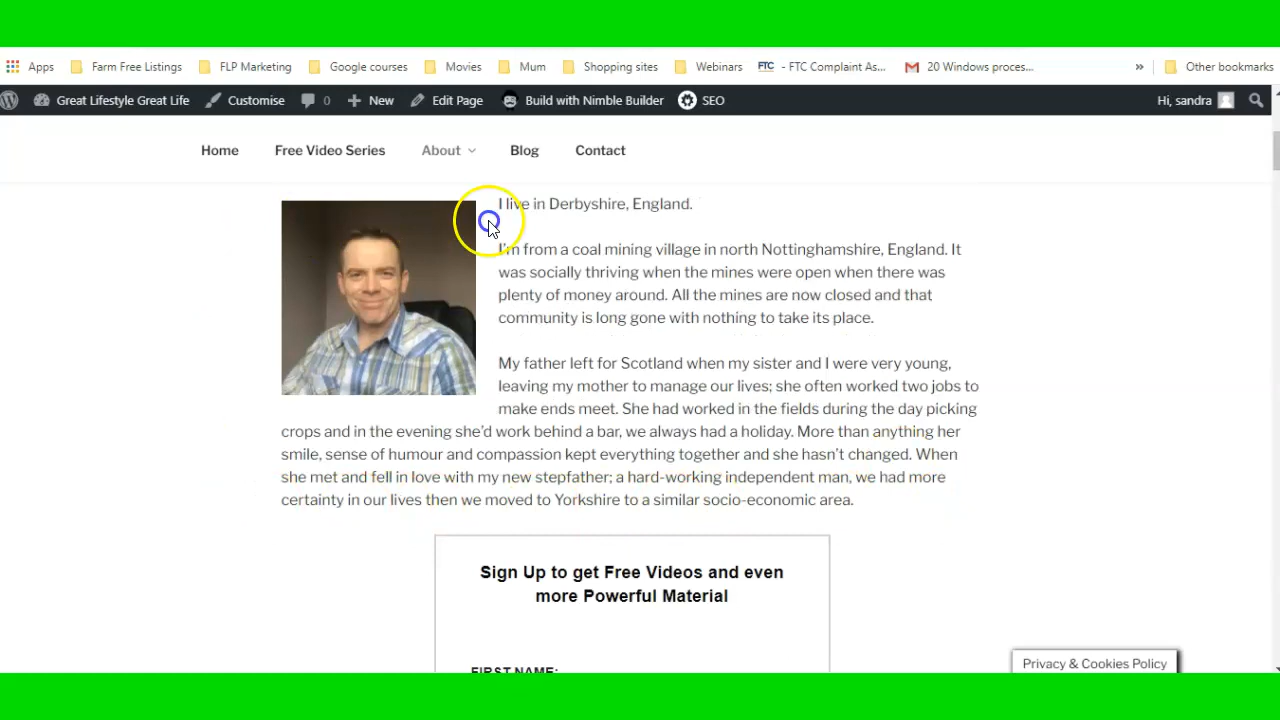 Apps Farm Free Listings FLP Marketing Google courses Movies Mum Shopping sites Webinars FTC - FTC Complaint As... 20 Windows proces... » Other bookmarks
Great Lifestyle Great Life Customise 0 New Edit Page Build with Nimble Builder SEO Hi, sandra
Home Free Video Series About Blog Contact
I live in Derbyshire, England.
I'm from a coal mining village in north Nottinghamshire, England. It
was socially thriving when the mines were open when there was
plenty of money around. All the mines are now closed and that
community is long gone with nothing to take its place.
My father left for Scotland when my sister and I were very young,
leaving my mother to manage our lives; she often worked two jobs to
make ends meet. She had worked in the fields during the day picking
crops and in the evening she'd work behind a bar, we always had a holiday. More than anything her
smile, sense of humour and compassion kept everything together and she hasn't changed. When
she met and fell in love with my new stepfather; a hard-working independent man, we had more
certainty in our lives then we moved to Yorkshire to a similar socio-economic area.
Sign Up to get Free Videos and even
more Powerful Material
FIRST NAME:
Privacy & Cookies Policy